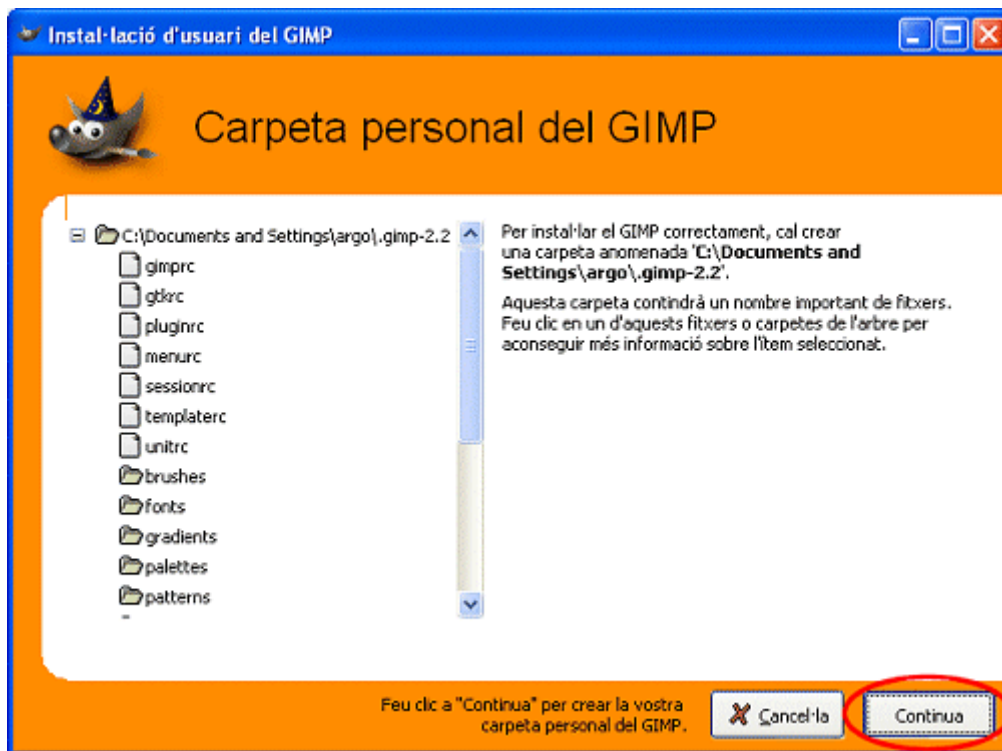 Instal·lació d'usuari del GIMP
Carpeta personal del GIMP
C:\Documents and Settings\argo\.gimp-2.2
gimprc
gtkrc
pluginrc
menurc
sessionrc
templaterc
unitrc
brushes
fonts
gradients
palettes
patterns
Per instal·lar el GIMP correctament, cal crear
una carpeta anomenada 'C:\Documents and
Settings\argo\.gimp-2.2'.
Aquesta carpeta contindrà un nombre important de fitxers.
Feu clic en un d'aquests fitxers o carpetes de l'arbre per
aconseguir més informació sobre l'ítem seleccionat.
Feu clic a "Continua" per crear la vostra
carpeta personal del GIMP.
Cancel·la
Continua